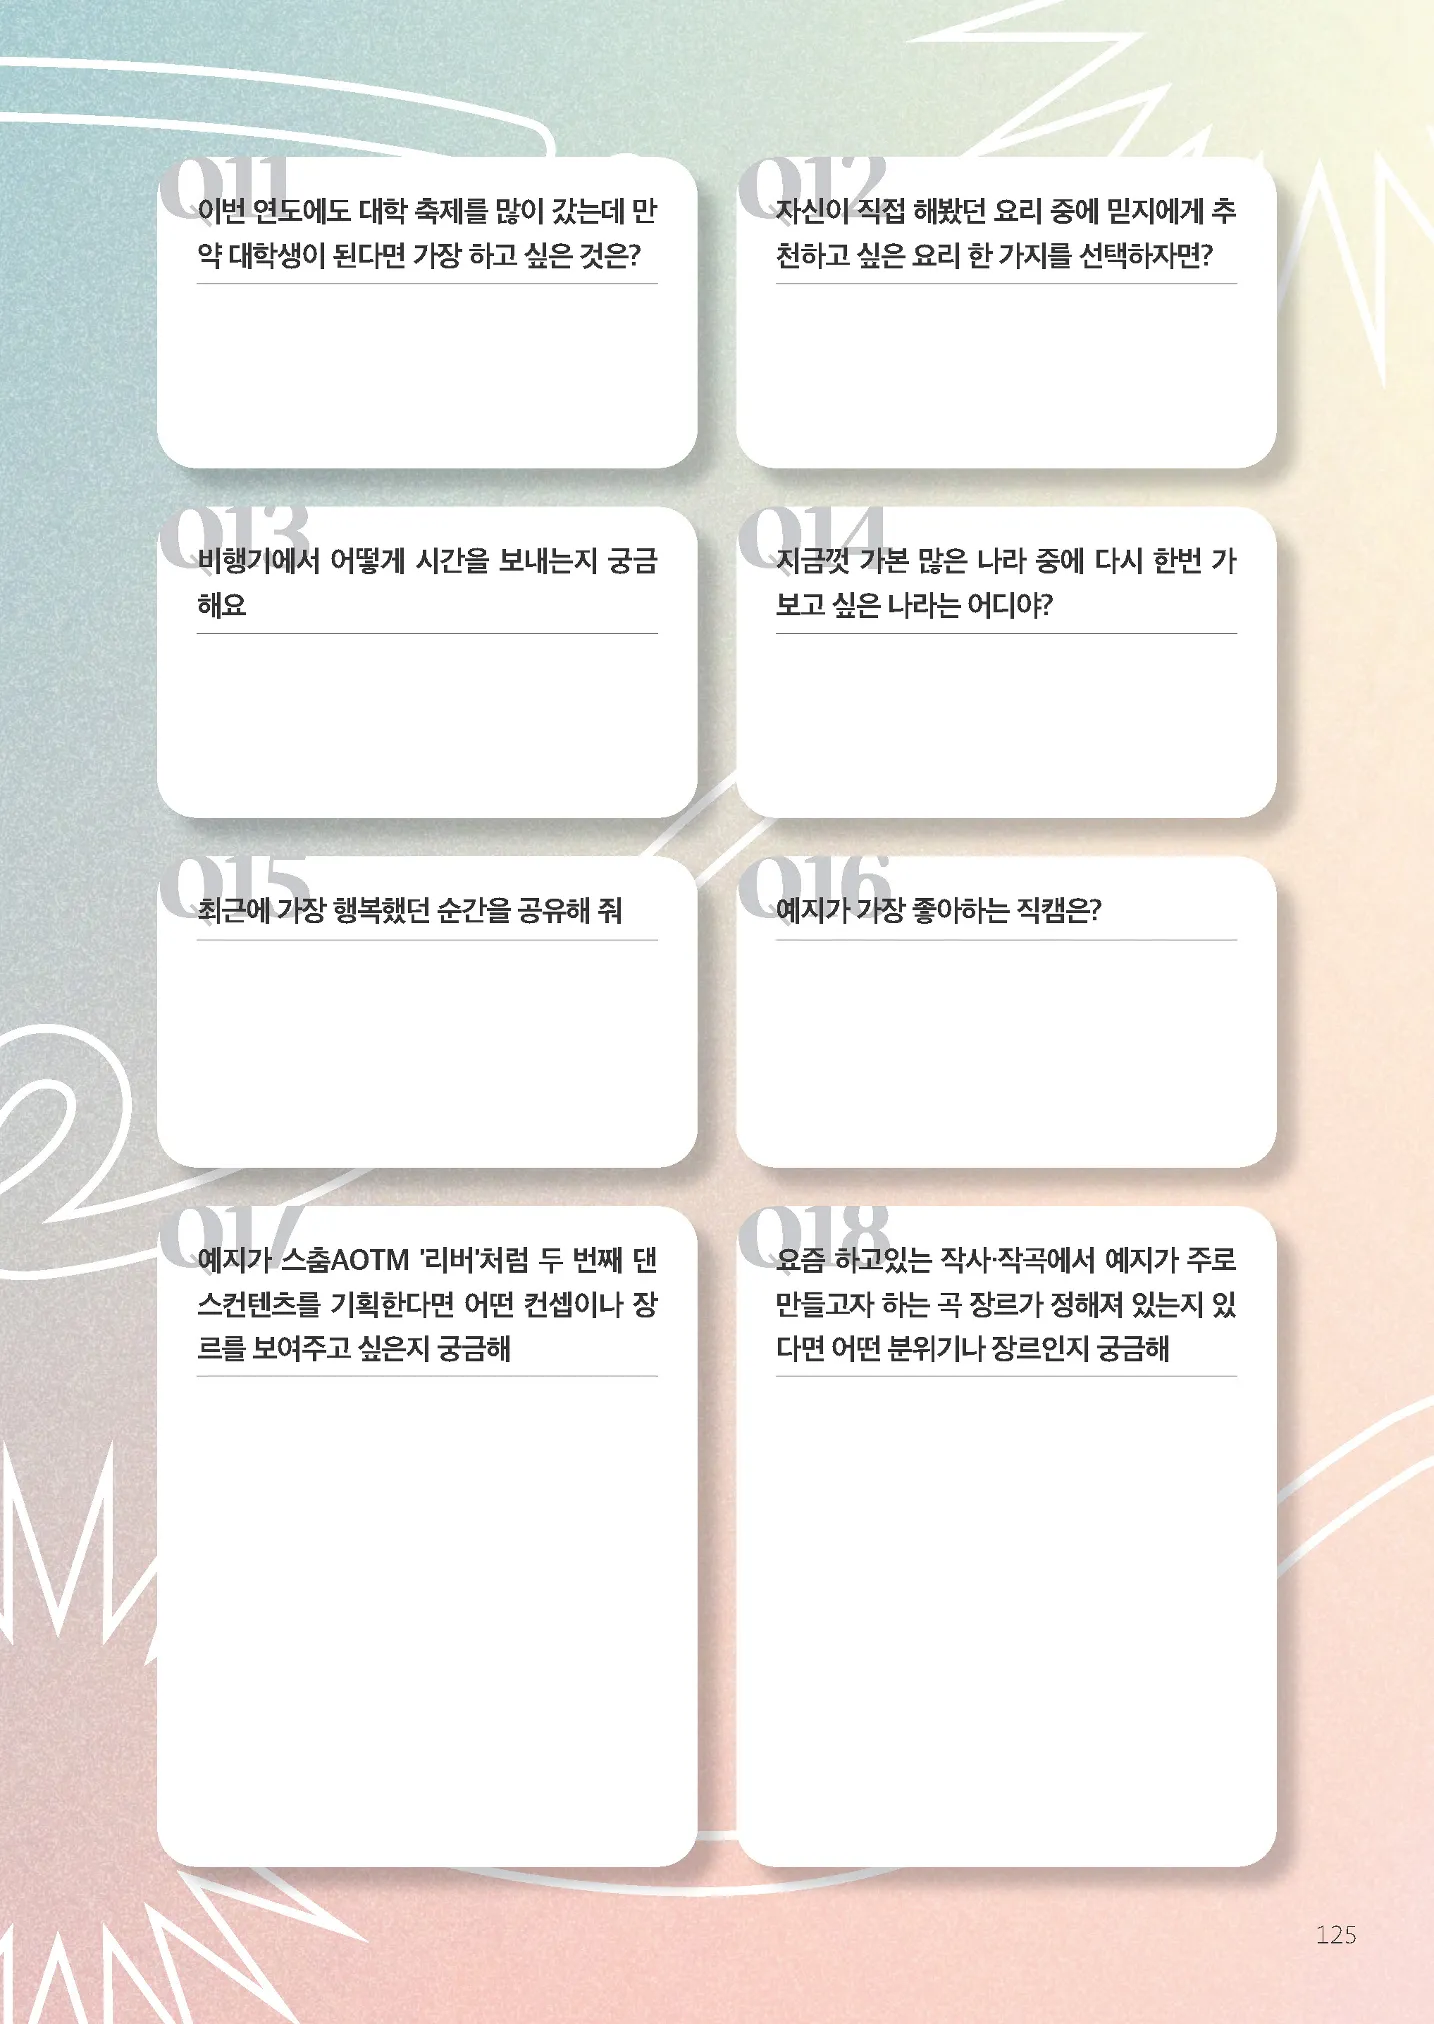 Q11
이번 연도에도 대학 축제를 많이 갔는데 만
약 대학생이 된다면 가장 하고 싶은 것은?
Q12
자신이 직접 해봤던 요리 중에 믿지에게 추
천하고 싶은 요리 한 가지를 선택하자면?
Q13
비행기에서 어떻게 시간을 보내는지 궁금
해요
Q14
지금껏 가본 많은 나라 중에 다시 한번 가
보고 싶은 나라는 어디야?
Q15
최근에 가장 행복했던 순간을 공유해 줘
Q16
예지가 가장 좋아하는 직캠은?
Q17
예지가 스춤AOTM '리버'처럼 두 번째 댄
스컨텐츠를 기획한다면 어떤 컨셉이나 장
르를 보여주고 싶은지 궁금해
Q18
요즘 하고있는 작사·작곡에서 예지가 주로
만들고자 하는 곡 장르가 정해져 있는지 있
다면 어떤 분위기나 장르인지 궁금해
125